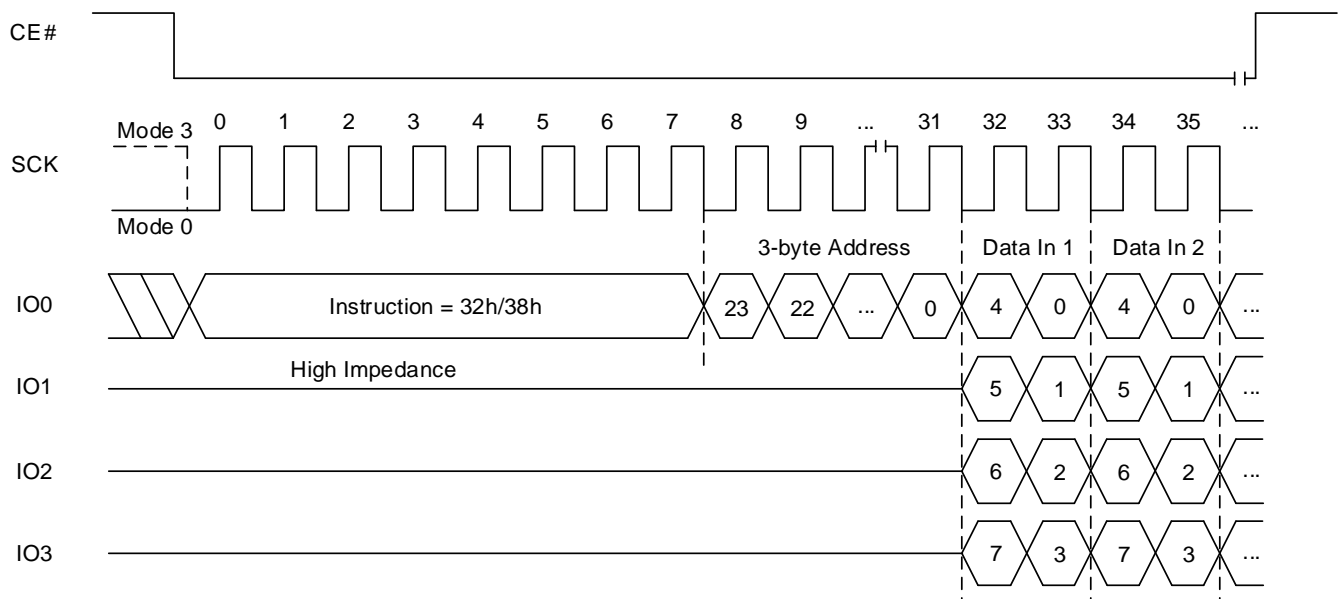 CE#
Mode 3 0 1 2 3 4 5 6 7 8 9 ... 31 32 33 34 35 ...
SCK
Mode 0
3-byte Address Data In 1 Data In 2
IO0 Instruction = 32h/38h 23 22 ... 0 4 0 4 0 ...
High Impedance
IO1 5 1 5 1 ...
IO2 6 2 6 2 ...
IO3 7 3 7 3 ...